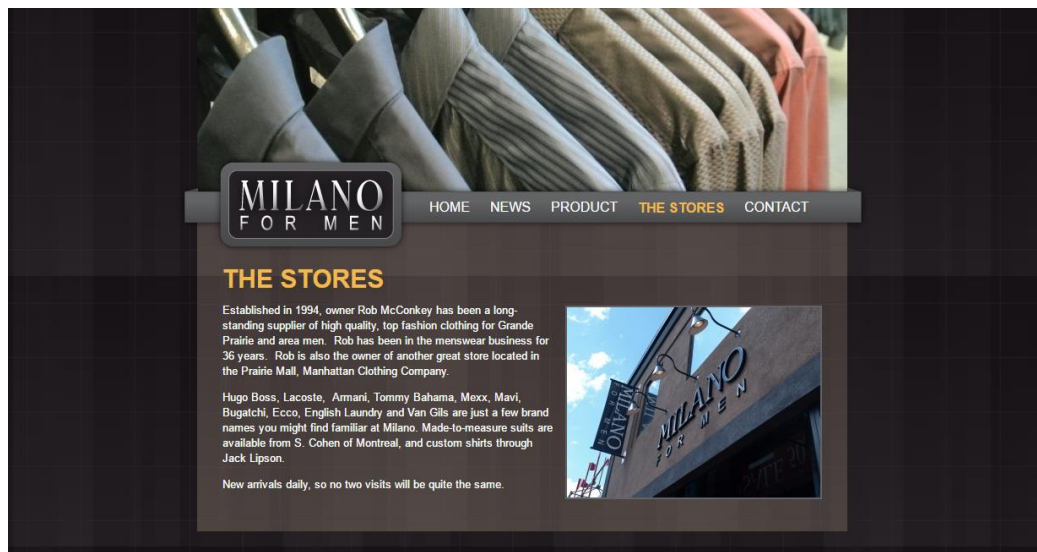 MILANO
FOR MEN
HOME NEWS PRODUCT THE STORES CONTACT
THE STORES
Established in 1994, owner Rob McConkey has been a long-
standing supplier of high quality, top fashion clothing for Grande
Prairie and area men. Rob has been in the menswear business for
36 years. Rob is also the owner of another great store located in
the Prairie Mall, Manhattan Clothing Company.
Hugo Boss, Lacoste, Armani, Tommy Bahama, Mexx, Mavi,
Bugatchi, Ecco, English Laundry and Van Gils are just a few brand
names you might find familiar at Milano. Made-to-measure suits are
available from S. Cohen of Montreal, and custom shirts through
Jack Lipson.
New arrivals daily, so no two visits will be quite the same.
MILANO
FOR MEN
MILANO
FOR MEN